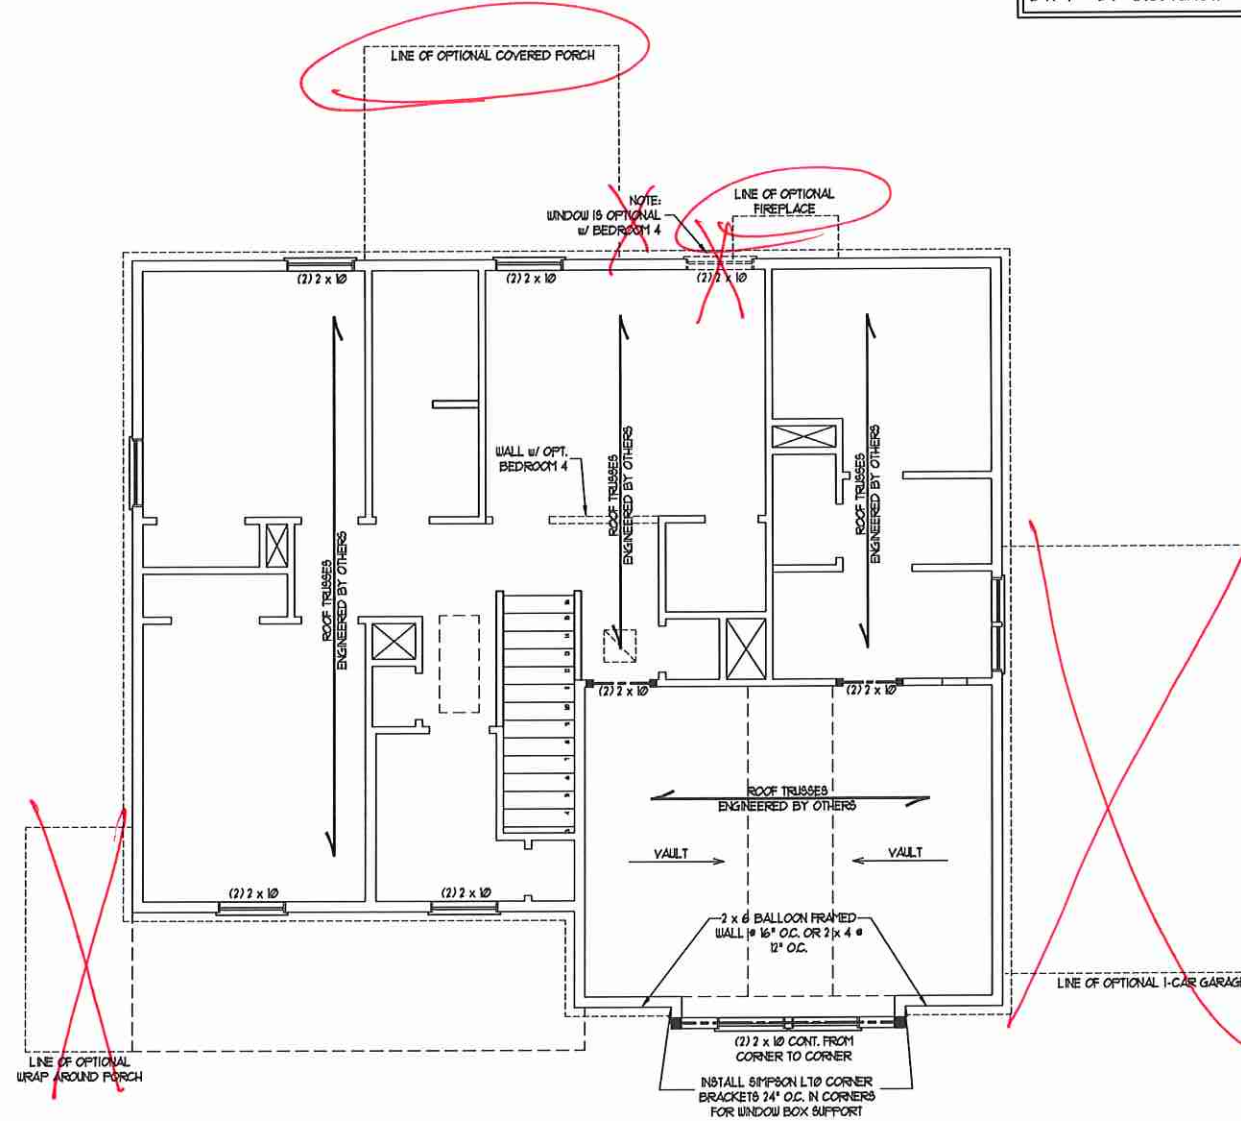 LINE OF OPTIONAL COVERED PORCH
NOTE:
WINDOW IS OPTIONAL
w/ BEDROOM 4
LINE OF OPTIONAL
FIREPLACE
(2) 2 x 10
(2) 2 x 10
(2) 2 x 10
WALL w/ OPT.
BEDROOM 4
ROOF TRUSSES
ENGINEERED BY OTHERS
ROOF TRUSSES
ENGINEERED BY OTHERS
ROOF TRUSSES
ENGINEERED BY OTHERS
(2) 2 x 10
(2) 2 x 10
ROOF TRUSSES
ENGINEERED BY OTHERS
VAULT
VAULT
(2) 2 x 10
(2) 2 x 10
2 x 6 BALLOON FRAMED
WALL @ 16" O.C. OR 2 x 4 @
12" O.C.
LINE OF OPTIONAL 1-CAR GARAGE
(2) 2 x 10 CONT. FROM
CORNER TO CORNER
LINE OF OPTIONAL
WRAP AROUND PORCH
INSTALL SIMPSON LTØ CORNER
BRACKETS 24" O.C. IN CORNERS
FOR WINDOW BOX SUPPORT